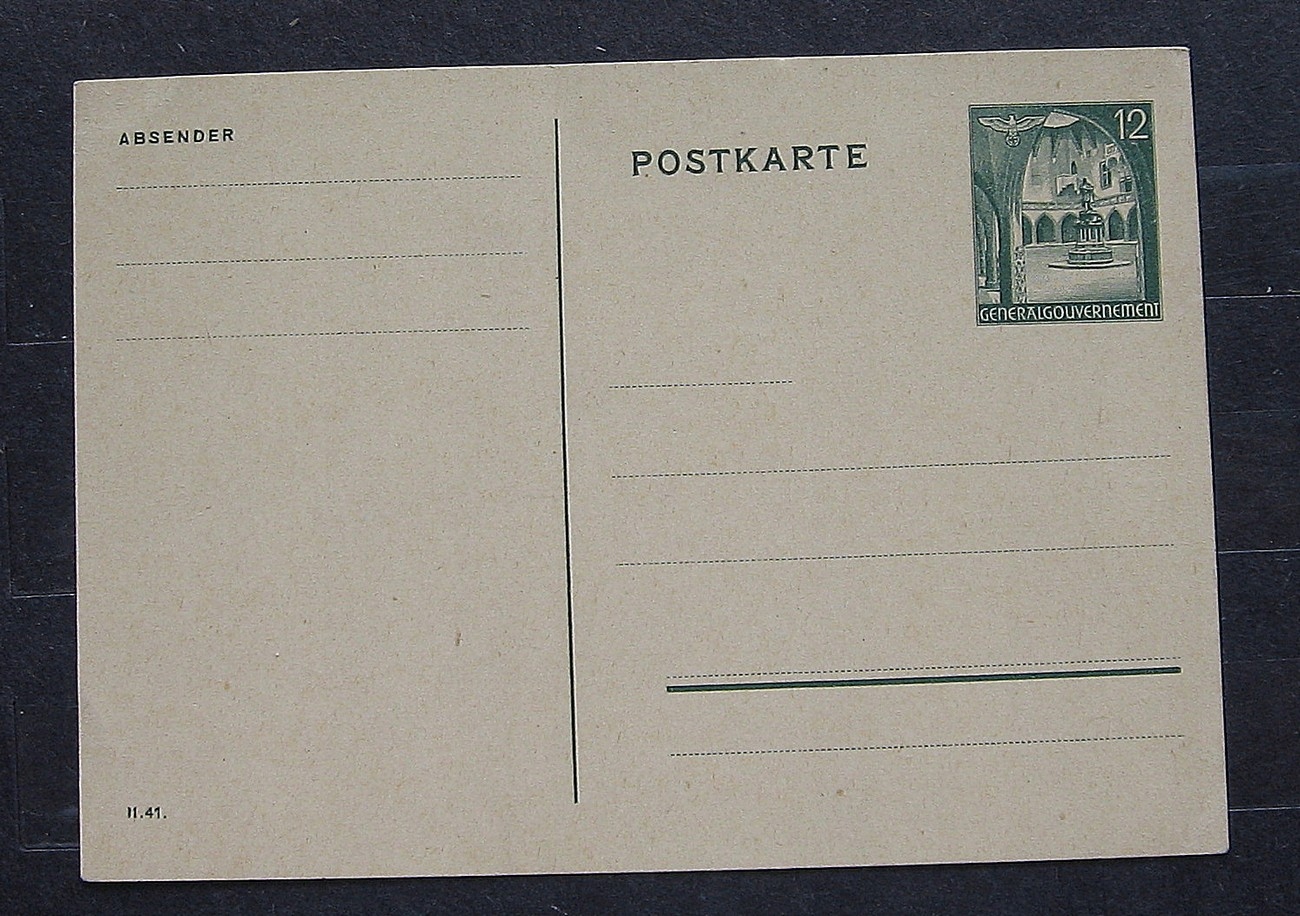 ABSENDER
POSTKARTE
12
GENERALGOUVERNEMENT
II.41.